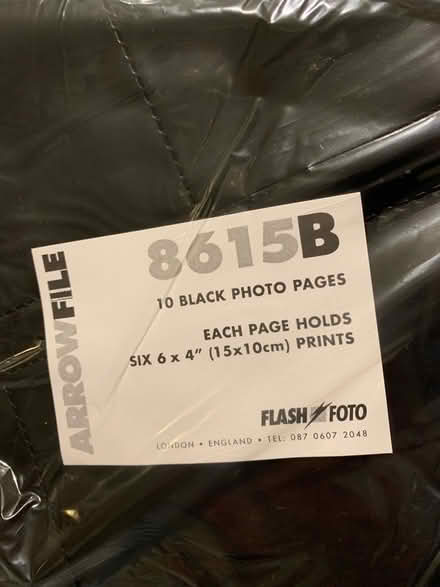 ARROWFILE
8615B
10 BLACK PHOTO PAGES
EACH PAGE HOLDS
SIX 6 x 4" (15x10cm) PRINTS
FLASH FOTO
LONDON • ENGLAND • TEL: 087 0607 2048